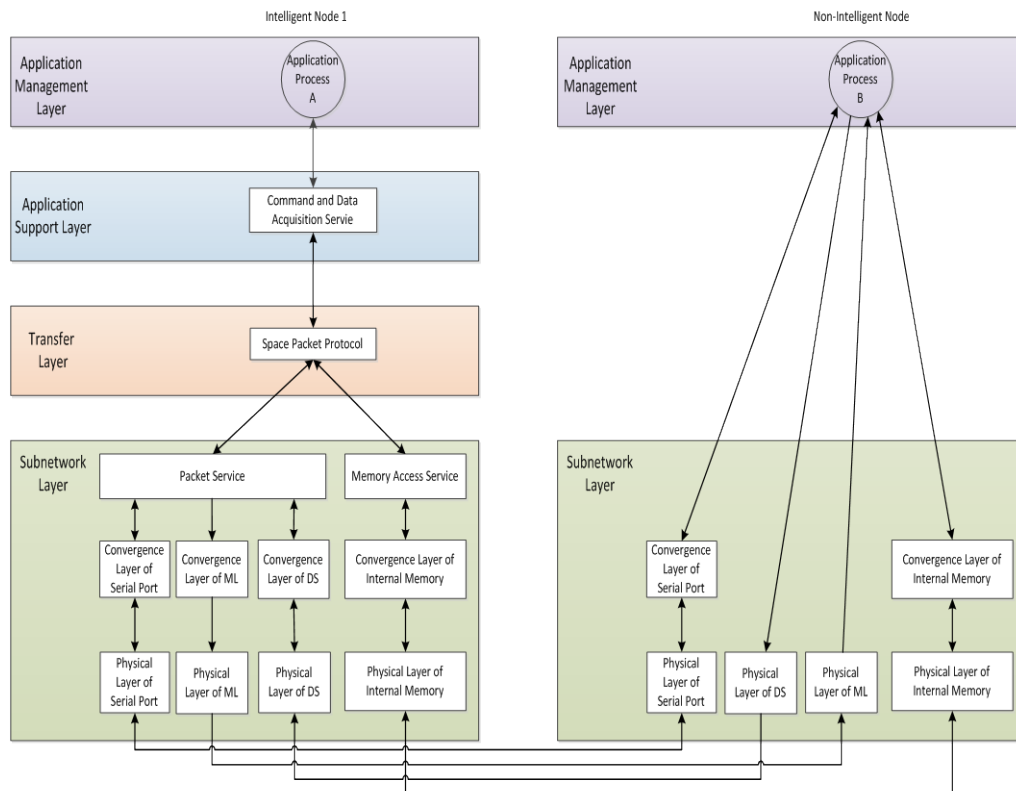 Intelligent Node 1
Non-Intelligent Node
Application
Management
Layer
Application
Process
A
Application
Management
Layer
Application
Process
B
Application
Support Layer
Command and Data
Acquisition Servie
Transfer
Layer
Space Packet Protocol
Subnetwork
Layer
Packet Service
Memory Access Service
Convergence
Layer of
Serial Port
Convergence
Layer of ML
Convergence
Layer of DS
Convergence Layer of
Internal Memory
Physical
Layer of
Serial Port
Physical
Layer of ML
Physical
Layer of DS
Physical Layer of
Internal Memory
Subnetwork
Layer
Convergence
Layer of
Serial Port
Convergence Layer of
Internal Memory
Physical
Layer of
Serial Port
Physical
Layer of DS
Physical
Layer of ML
Physical Layer of
Internal Memory